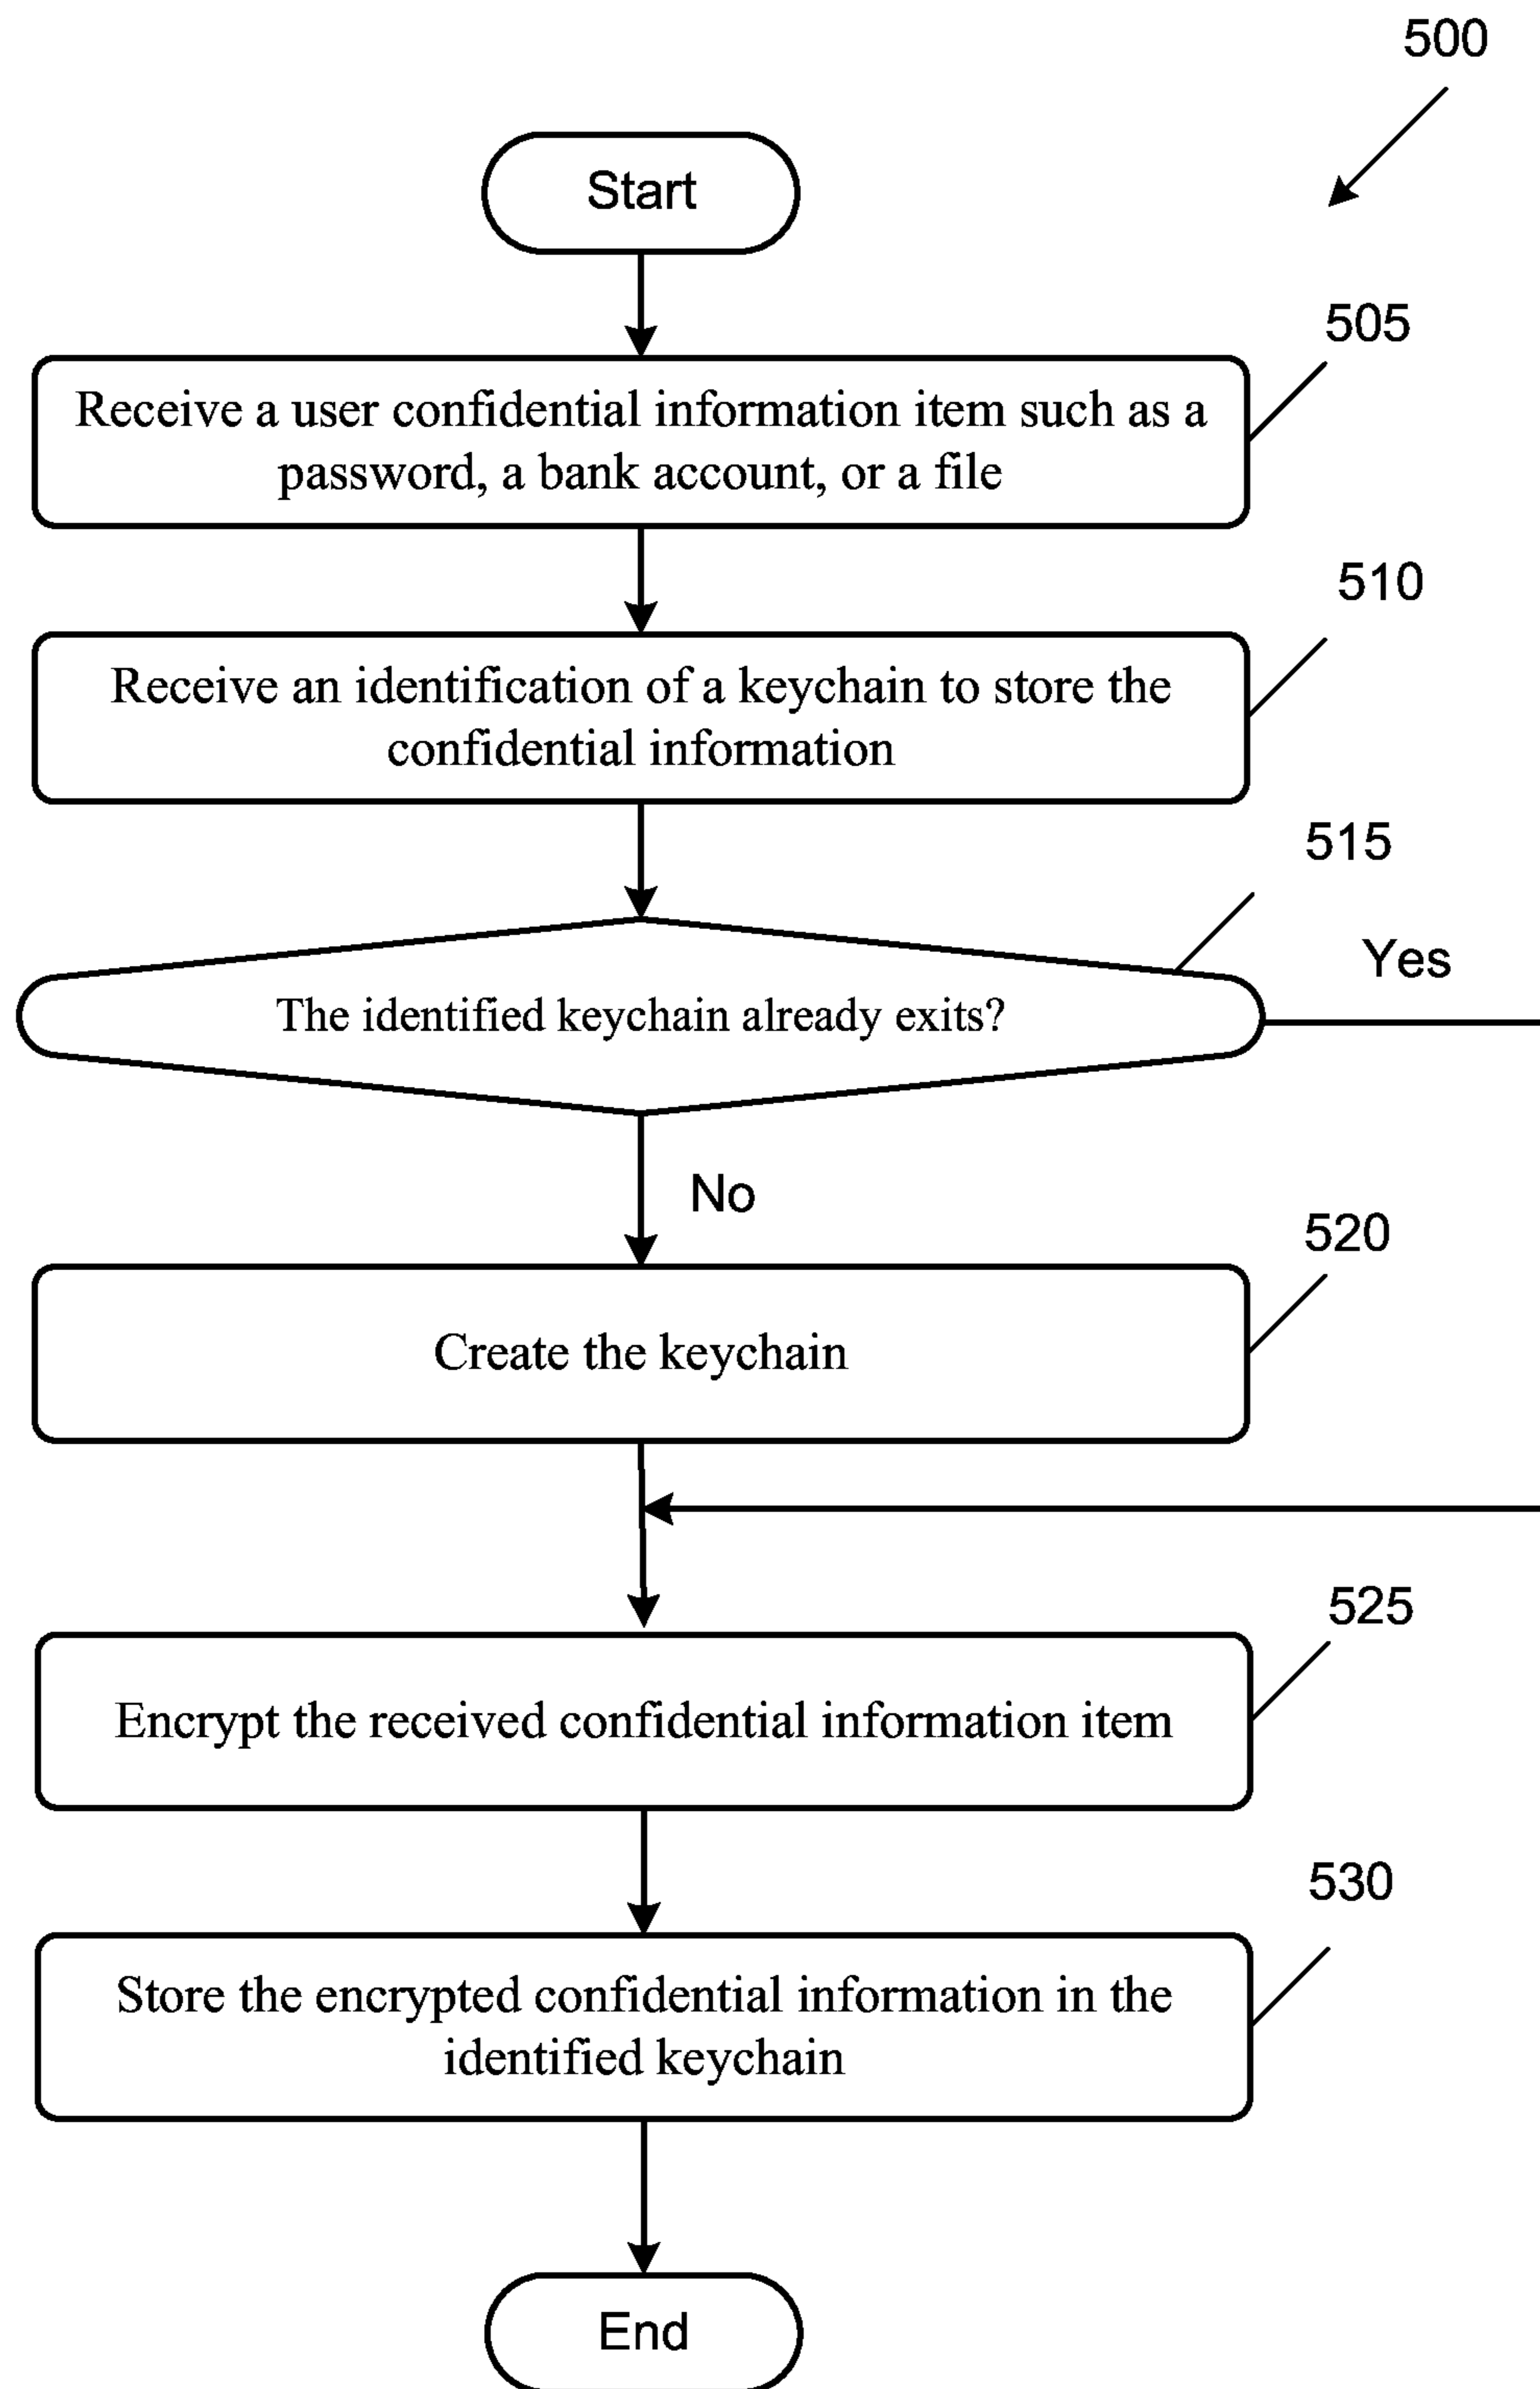 500
Start
505
Receive a user confidential information item such as a
password, a bank account, or a file
510
Receive an identification of a keychain to store the
confidential information
515
Yes
The identified keychain already exits?
No
520
Create the keychain
525
Encrypt the received confidential information item
530
Store the encrypted confidential information in the
identified keychain
End